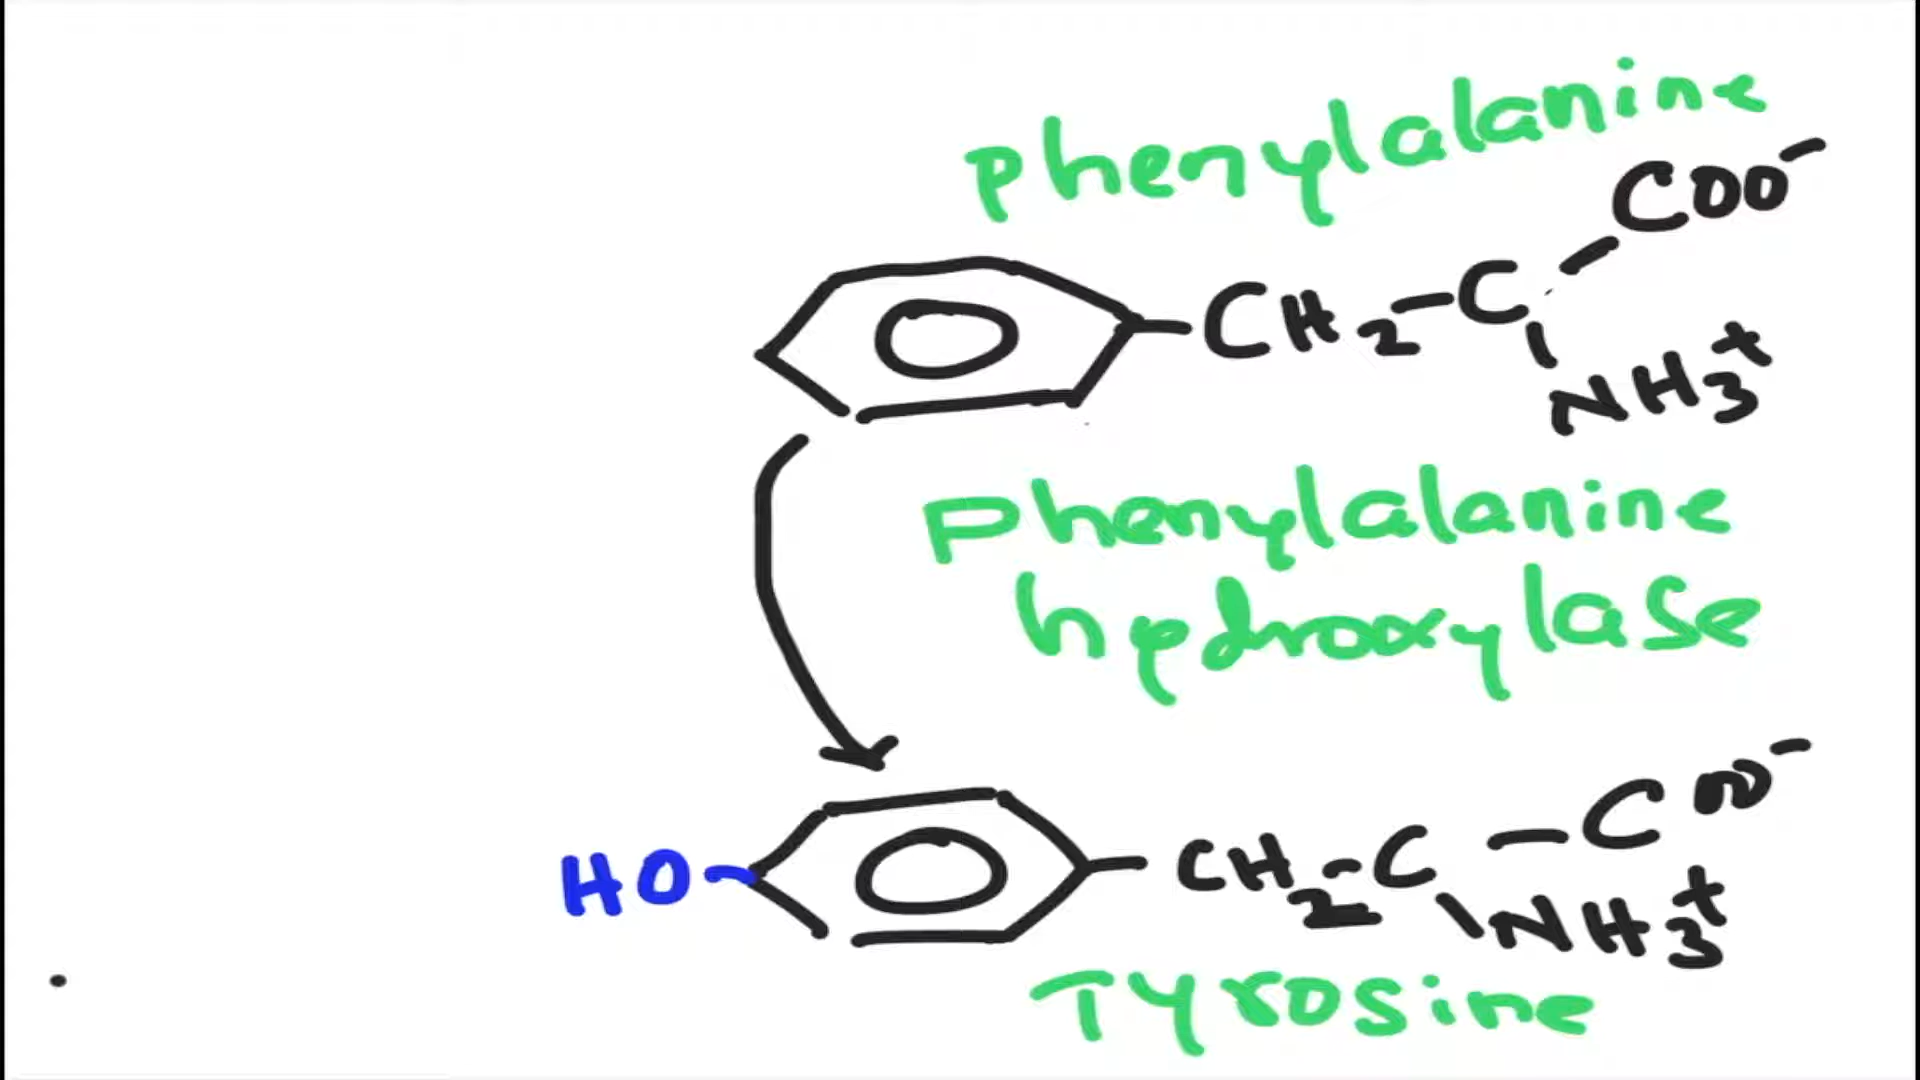 phenylalanine
COO⁻
CH₂-C
NH₃⁺
phenylalanine
hydroxylase
HO-
CH₂-C-COO⁻
NH₃⁺
Tyrosine